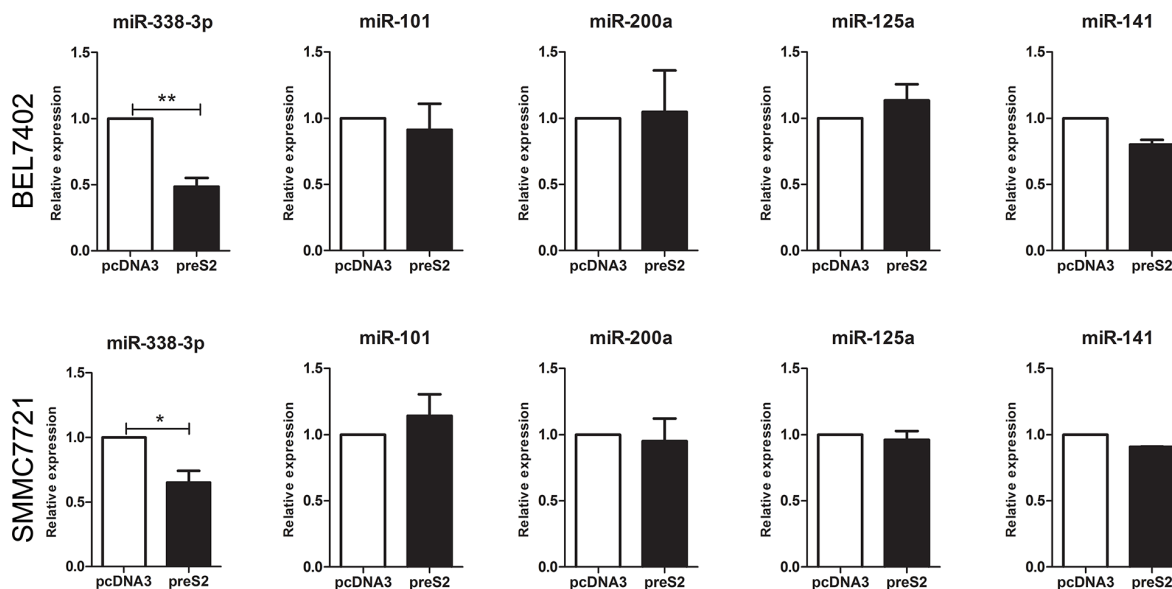 miR-338-3p miR-101 miR-200a miR-125a miR-141
BEL7402
Relative expression
1.5
1.0
0.5
0.0
**
pcDNA3 preS2
Relative expression
1.5
1.0
0.5
0.0
pcDNA3 preS2
Relative expression
1.5
1.0
0.5
0.0
pcDNA3 preS2
Relative expression
1.5
1.0
0.5
0.0
pcDNA3 preS2
Relative expression
1.5
1.0
0.5
0.0
pcDNA3 preS2
miR-338-3p miR-101 miR-200a miR-125a miR-141
SMMC7721
Relative expression
1.5
1.0
0.5
0.0
*
pcDNA3 preS2
Relative expression
1.5
1.0
0.5
0.0
pcDNA3 preS2
Relative expression
1.5
1.0
0.5
0.0
pcDNA3 preS2
Relative expression
1.5
1.0
0.5
0.0
pcDNA3 preS2
Relative expression
1.5
1.0
0.5
0.0
pcDNA3 preS2